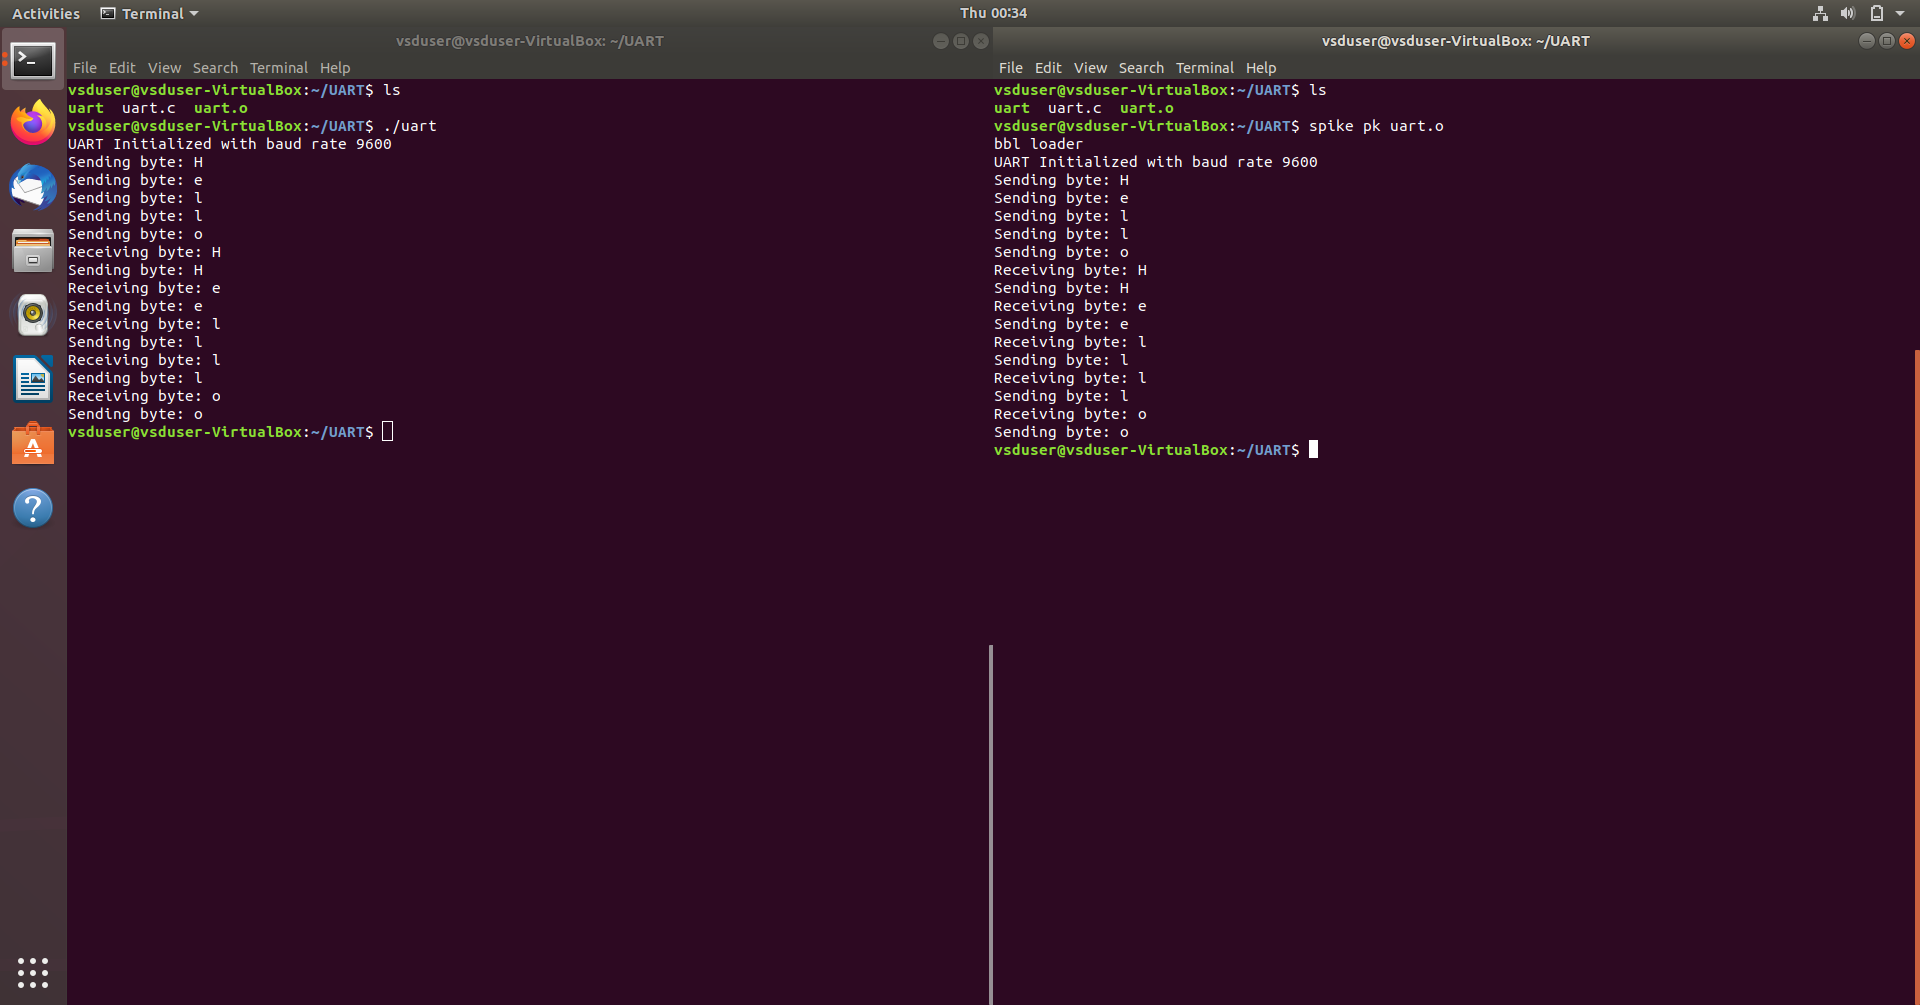 Activities Terminal Thu 00:34
vsduser@vsduser-VirtualBox: ~/UART
File Edit View Search Terminal Help
vsduser@vsduser-VirtualBox:~/UART$ ls
uart uart.c uart.o
vsduser@vsduser-VirtualBox:~/UART$ ./uart
UART Initialized with baud rate 9600
Sending byte: H
Sending byte: e
Sending byte: l
Sending byte: l
Sending byte: o
Receiving byte: H
Sending byte: H
Receiving byte: e
Sending byte: e
Receiving byte: l
Sending byte: l
Receiving byte: l
Sending byte: l
Receiving byte: o
Sending byte: o
vsduser@vsduser-VirtualBox:~/UART$
vsduser@vsduser-VirtualBox: ~/UART
File Edit View Search Terminal Help
vsduser@vsduser-VirtualBox:~/UART$ ls
uart uart.c uart.o
vsduser@vsduser-VirtualBox:~/UART$ spike pk uart.o
bbl loader
UART Initialized with baud rate 9600
Sending byte: H
Sending byte: e
Sending byte: l
Sending byte: l
Sending byte: o
Receiving byte: H
Sending byte: H
Receiving byte: e
Sending byte: e
Receiving byte: l
Sending byte: l
Receiving byte: l
Sending byte: l
Receiving byte: o
Sending byte: o
vsduser@vsduser-VirtualBox:~/UART$